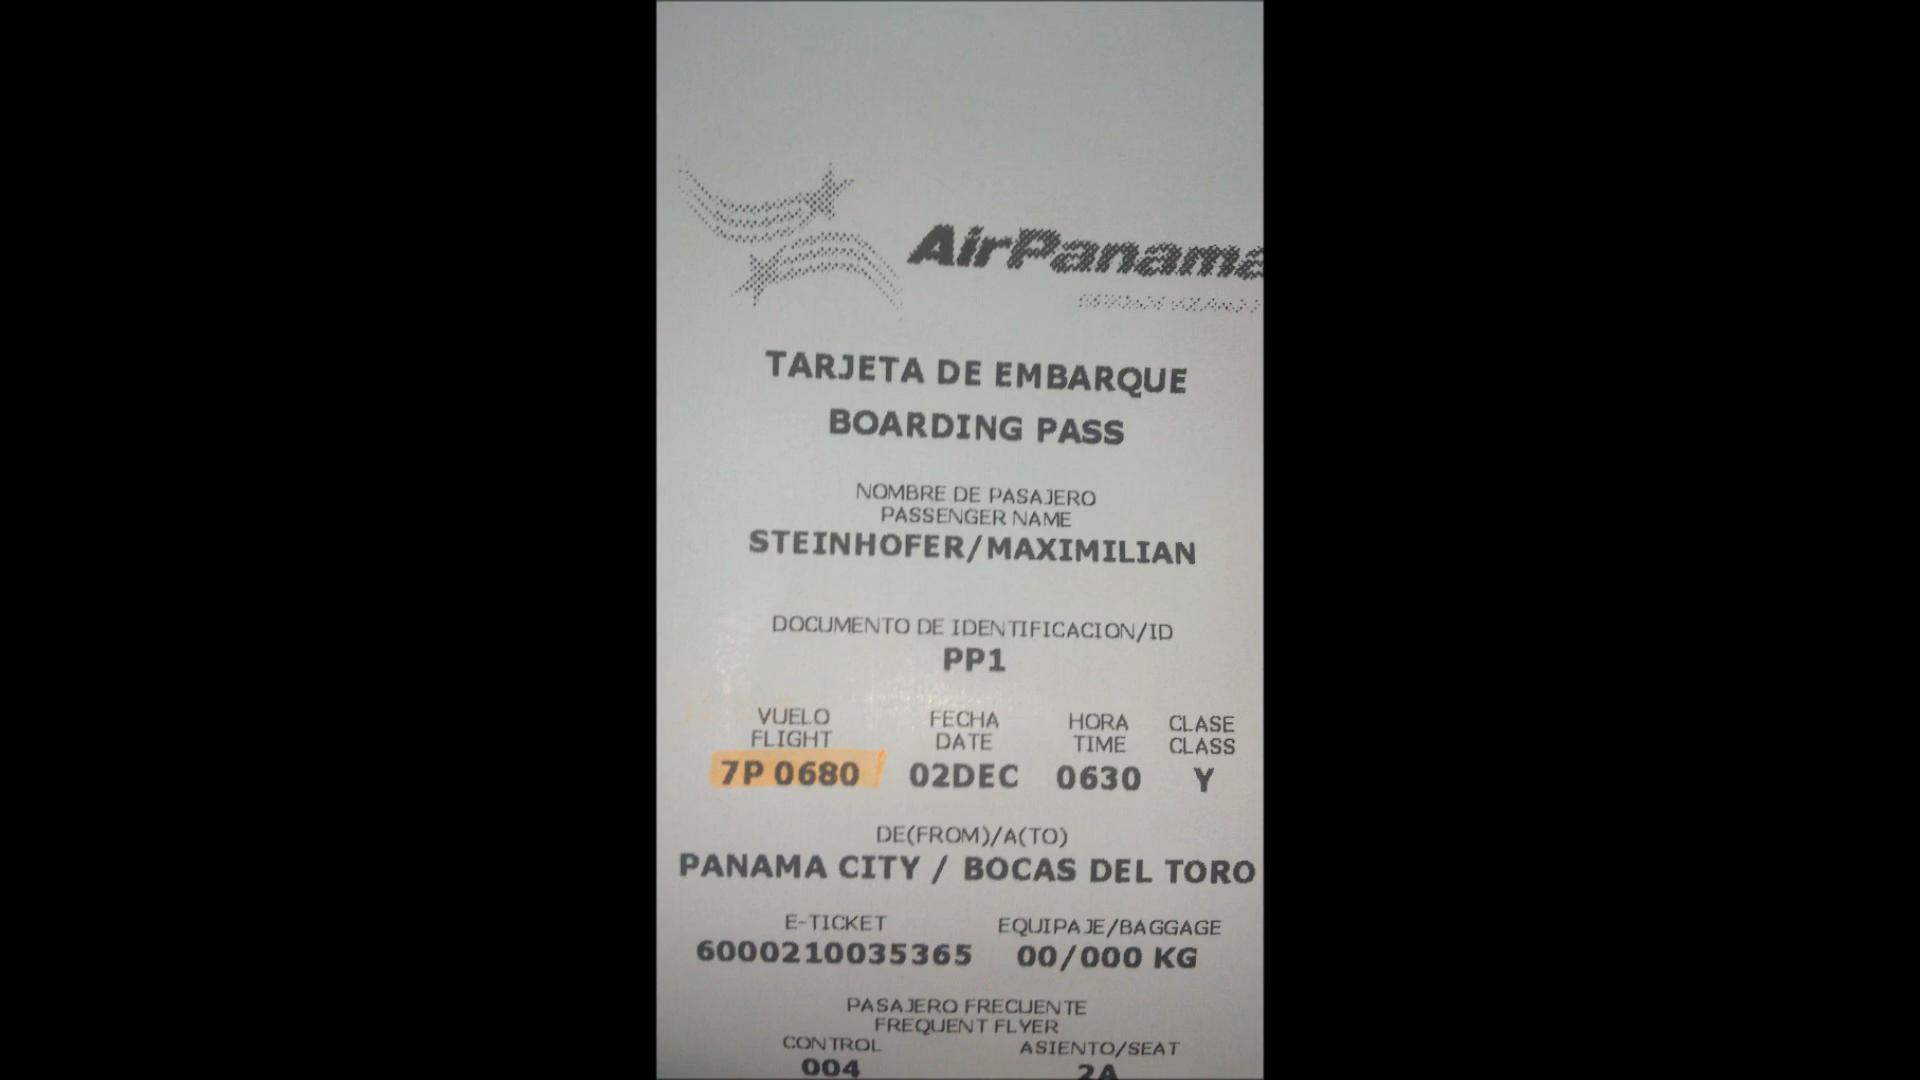 AirPanama
TARJETA DE EMBARQUE
BOARDING PASS
NOMBRE DE PASAJERO
PASSENGER NAME
STEINHOFER/MAXIMILIAN
DOCUMENTO DE IDENTIFICACION/ID
PP1
VUELO FECHA HORA CLASE
FLIGHT DATE TIME CLASS
7P 0680 02DEC 0630 Y
DE(FROM)/A(TO)
PANAMA CITY / BOCAS DEL TORO
E-TICKET EQUIPAJE/BAGGAGE
6000210035365 00/000 KG
PASAJERO FRECUENTE
FREQUENT FLYER
CONTROL ASIENTO/SEAT
004 2A